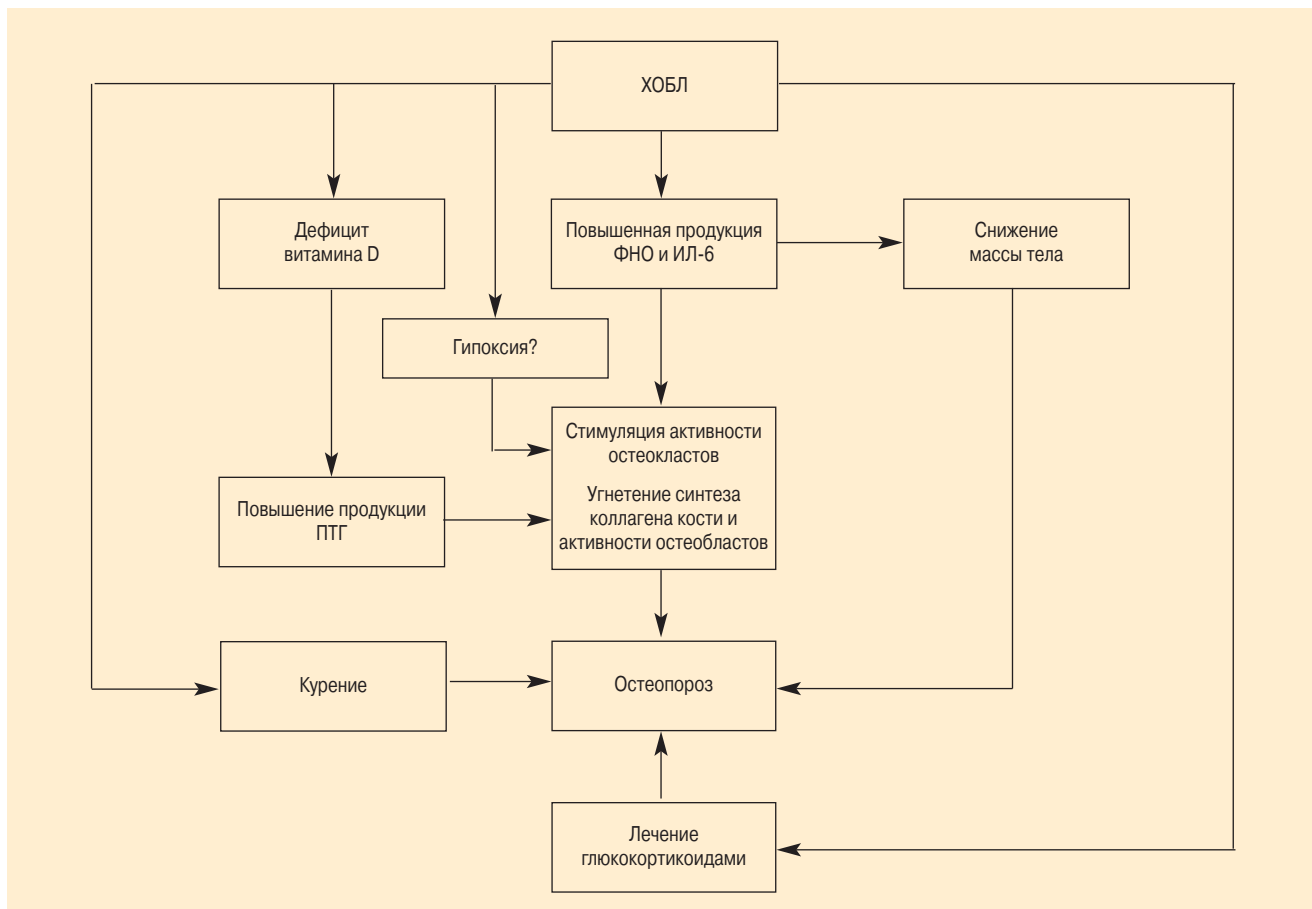 ХОБЛ
Дефицит
витамина D
Повышенная продукция
ФНО и ИЛ-6
Снижение
массы тела
Гипоксия?
Стимуляция активности
остеокластов
Угнетение синтеза
коллагена кости и
активности остеобластов
Повышение продукции
ПТГ
Курение
Остеопороз
Лечение
глюкокортикоидами